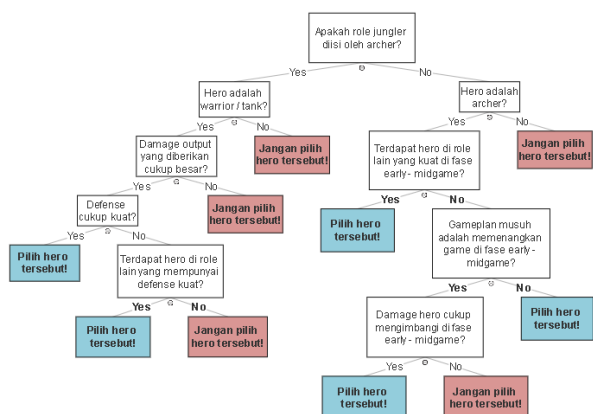 Apakah role jungler
diisi oleh archer?
Yes
No
Hero adalah
warrior / tank?
Hero adalah
archer?
Yes
No
Yes
No
Damage output
yang diberikan
cukup besar?
Jangan pilih
hero tersebut!
Terdapat hero di role
lain yang kuat di fase
early - midgame?
Jangan pilih
hero tersebut!
Yes
No
Yes
No
Defense
cukup kuat?
Jangan pilih
hero tersebut!
Pilih hero
tersebut!
Gameplan musuh
adalah memenangkan
game di fase early -
midgame?
Yes
No
Pilih hero
tersebut!
Terdapat hero di role
lain yang mempunyai
defense kuat?
Yes
No
Yes
No
Damage hero cukup
mengimbangi di fase
early - midgame?
Pilih hero
tersebut!
Pilih hero
tersebut!
Jangan pilih
hero tersebut!
Yes
No
Pilih hero
tersebut!
Jangan pilih
hero tersebut!